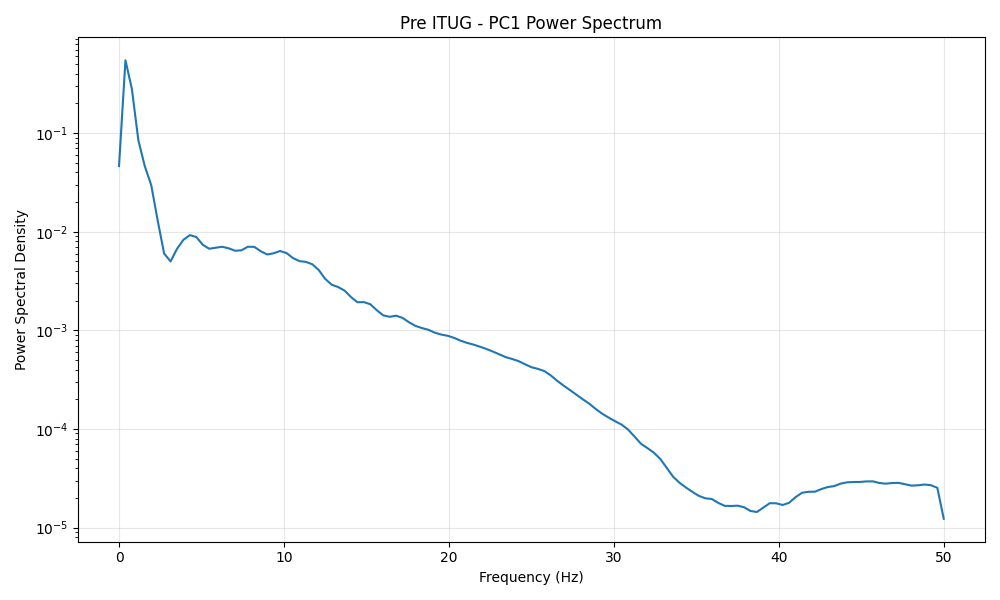 Pre ITUG - PC1 Power Spectrum
Power Spectral Density
10⁻¹
10⁻²
10⁻³
10⁻⁴
10⁻⁵
0 10 20 30 40 50
Frequency (Hz)